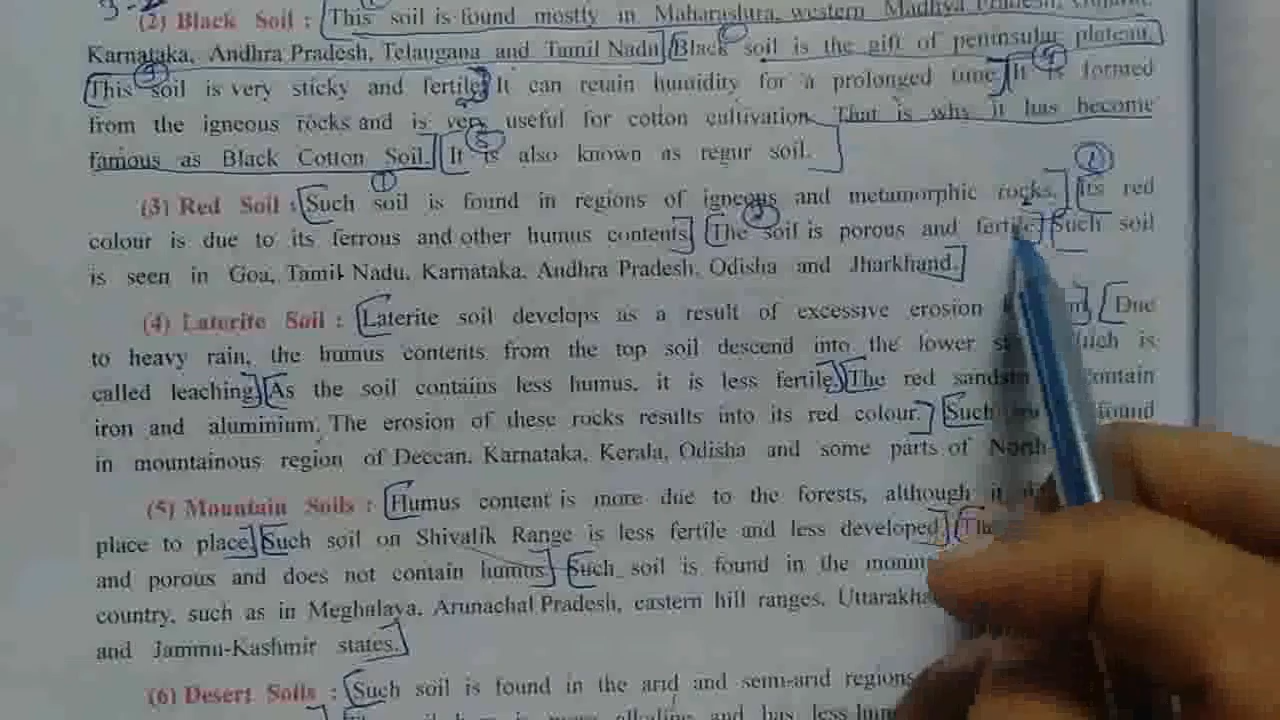 3-2
(2) Black Soil : This soil is found mostly in Maharashtra, western Madhya Pradesh,
Karnataka, Andhra Pradesh, Telangana and Tamil Nadu. Black soil is the gift of peninsular plateau.
This soil is very sticky and fertile. It can retain humidity for a prolonged time. It is formed
from the igneous rocks and is very useful for cotton cultivation. That is why it has become
famous as Black Cotton Soil. It is also known as regur soil.
(3) Red Soil : Such soil is found in regions of igneous and metamorphic rocks. Its red
colour is due to its ferrous and other humus contents. The soil is porous and fertile. Such soil
is seen in Goa, Tamil Nadu, Karnataka, Andhra Pradesh, Odisha and Jharkhand.
(4) Laterite Soil : Laterite soil develops as a result of excessive erosion Due
to heavy rain, the humus contents from the top soil descend into the lower is
called leaching. As the soil contains less humus, it is less fertile. The red contain
iron and aluminium. The erosion of these rocks results into its red colour. Such found
in mountainous region of Deccan, Karnataka, Kerala, Odisha and some parts of North-
(5) Mountain Soils : Humus content is more due to the forests, although it
place to place. Such soil on Shivalik Range is less fertile and less developed.
and porous and does not contain humus. Such soil is found in the
country, such as in Meghalaya, Arunachal Pradesh, eastern hill ranges,
and Jammu-Kashmir states.
(6) Desert Soils : Such soil is found in the arid and semi-arid regions
soil is more alkaline and has less